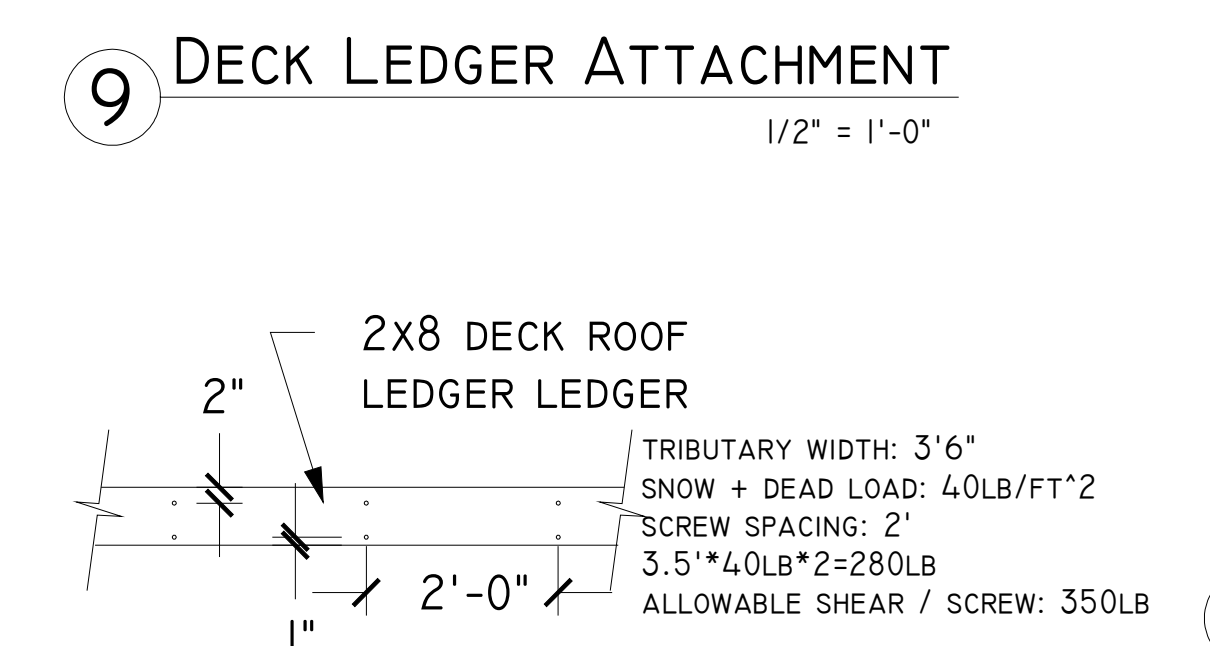 9
DECK LEDGER ATTACHMENT
1/2" = 1'-0"
2X8 DECK ROOF
LEDGER LEDGER
2"
TRIBUTARY WIDTH: 3'6"
SNOW + DEAD LOAD: 40LB/FT^2
SCREW SPACING: 2'
3.5'*40LB*2=280LB
ALLOWABLE SHEAR / SCREW: 350LB
2'-0"
1"